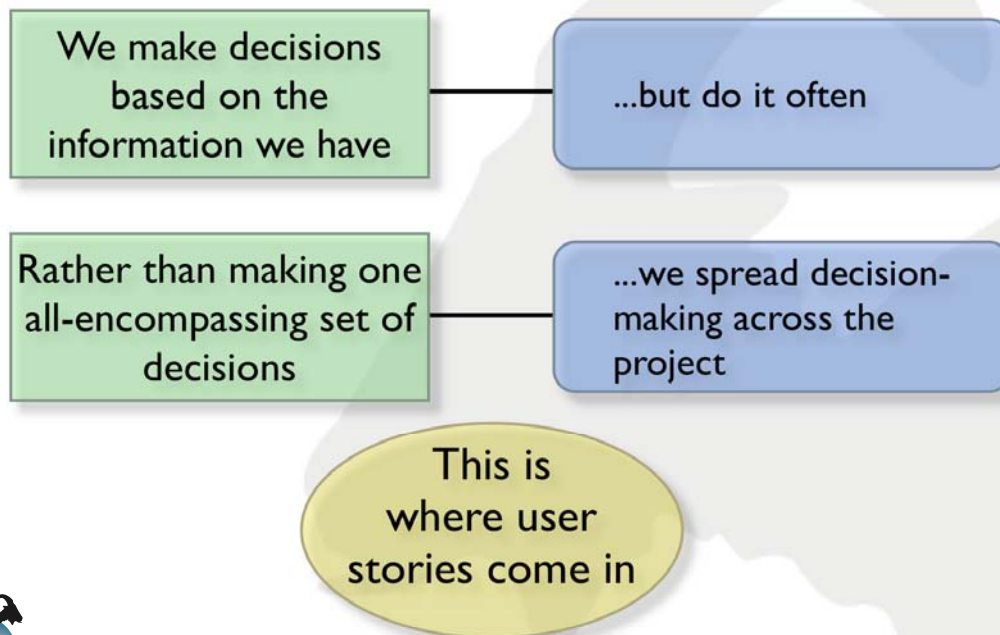 We make decisions
based on the
information we have
...but do it often
Rather than making one
all-encompassing set of
decisions
...we spread decision-
making across the
project
This is
where user
stories come in